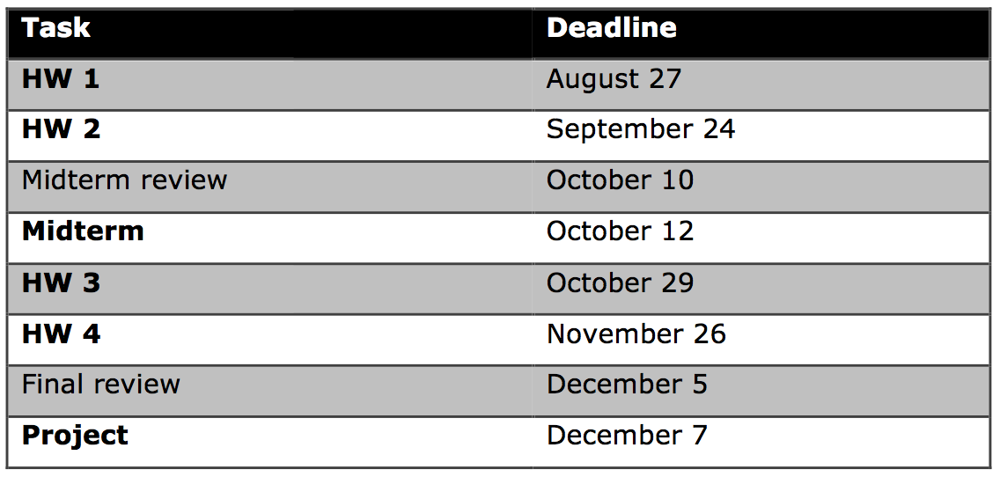 Task Deadline
HW 1 August 27
HW 2 September 24
Midterm review October 10
Midterm October 12
HW 3 October 29
HW 4 November 26
Final review December 5
Project December 7